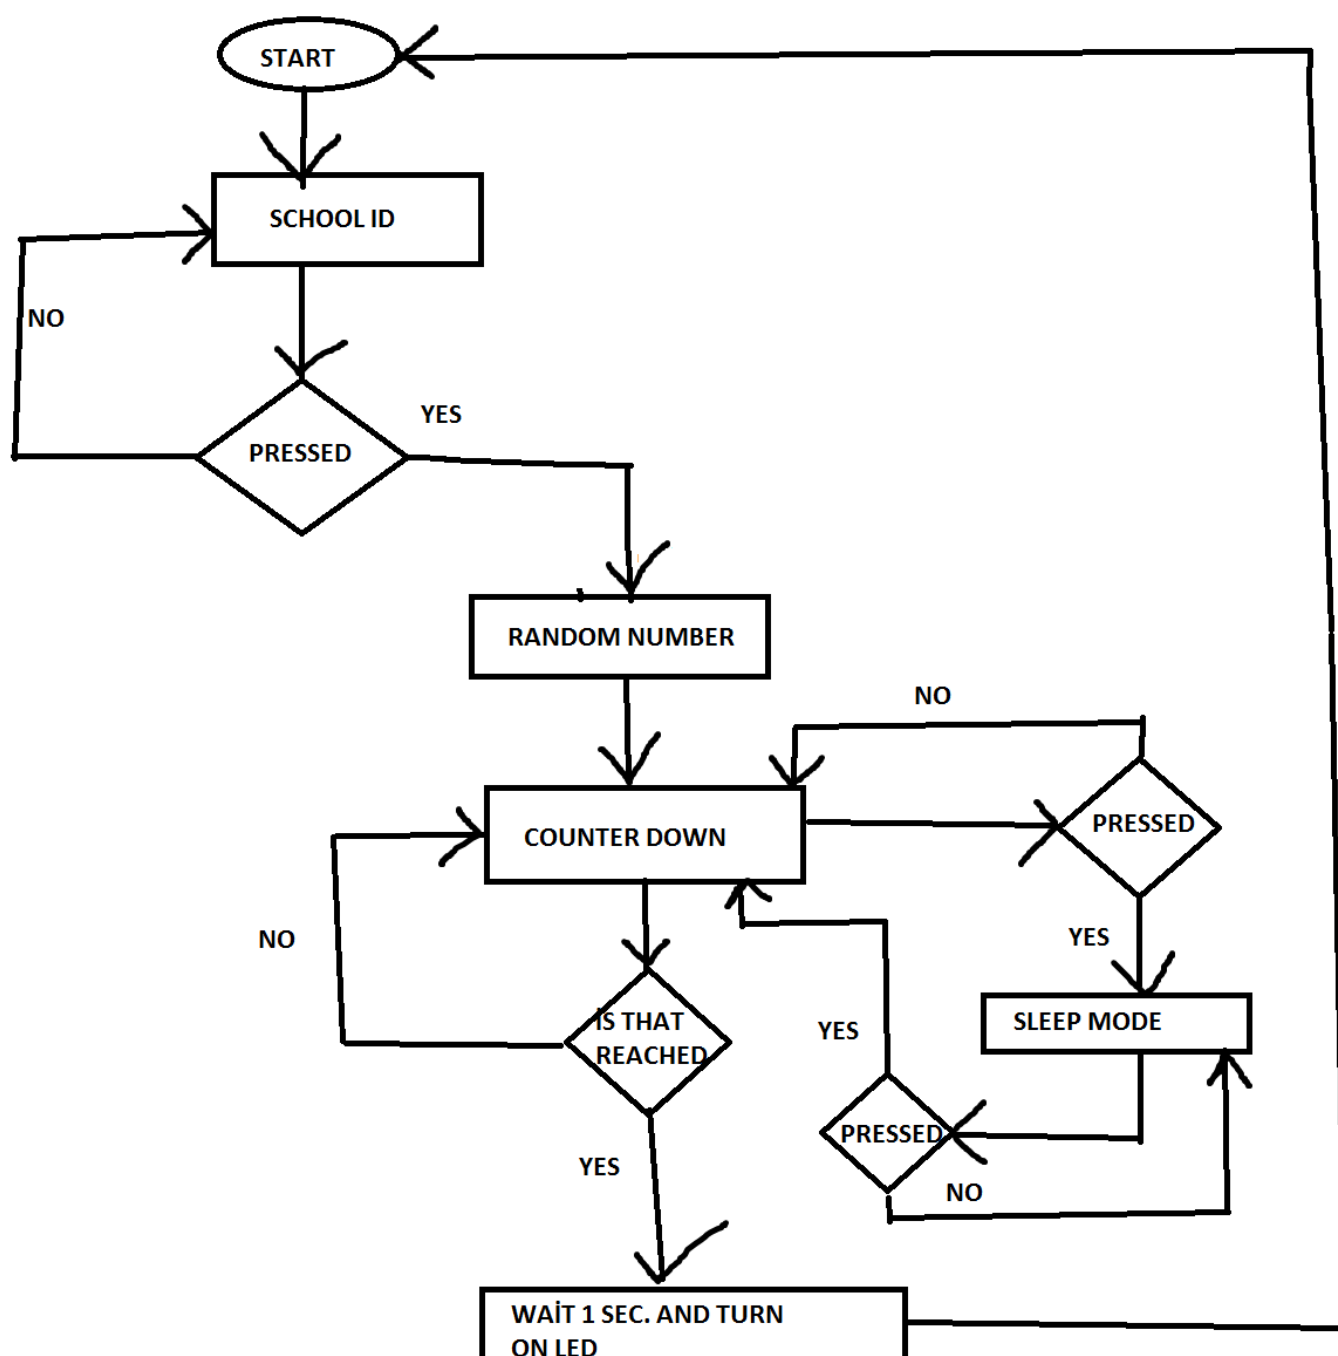 START
SCHOOL ID
NO
YES
PRESSED
RANDOM NUMBER
NO
PRESSED
COUNTER DOWN
NO
YES
İS THAT
REACHED
SLEEP MODE
YES
PRESSED
YES
NO
WAİT 1 SEC. AND TURN
ON LED